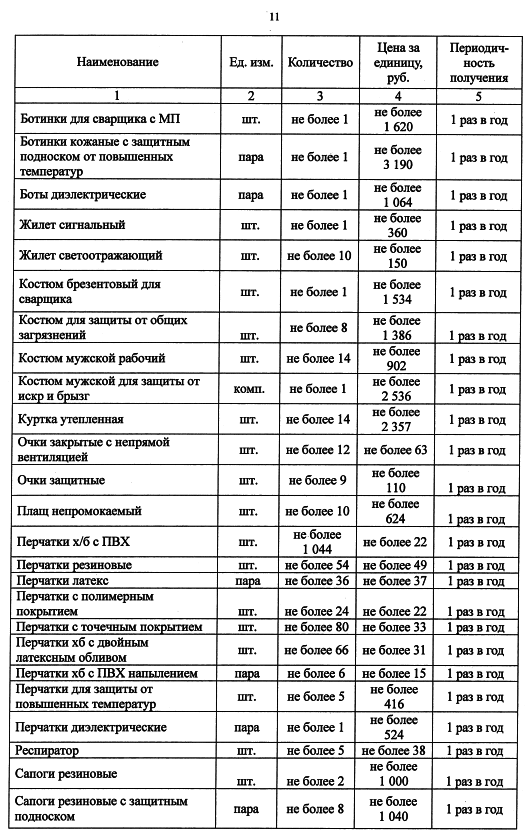 11
Наименование Ед. изм. Количество Цена за единицу, руб. Периодич-ность получения
1 2 3 4 5
Ботинки для сварщика с МП шт. не более 1 не более 1 620 1 раз в год
Ботинки кожаные с защитным подноском от повышенных температур пара не более 1 не более 3 190 1 раз в год
Боты диэлектрические пара не более 1 не более 1 064 1 раз в год
Жилет сигнальный шт. не более 1 не более 360 1 раз в год
Жилет светоотражающий шт. не более 10 не более 150 1 раз в год
Костюм брезентовый для сварщика шт. не более 1 не более 1 534 1 раз в год
Костюм для защиты от общих загрязнений шт. не более 8 не более 1 386 1 раз в год
Костюм мужской рабочий шт. не более 14 не более 902 1 раз в год
Костюм мужской для защиты от искр и брызг комп. не более 1 не более 2 536 1 раз в год
Куртка утепленная шт. не более 14 не более 2 357 1 раз в год
Очки закрытые с непрямой вентиляцией шт. не более 12 не более 63 1 раз в год
Очки защитные шт. не более 9 не более 110 1 раз в год
Плащ непромокаемый шт. не более 10 не более 624 1 раз в год
Перчатки х/б с ПВХ шт. не более 1 044 не более 22 1 раз в год
Перчатки резиновые шт. не более 54 не более 49 1 раз в год
Перчатки латекс пара не более 36 не более 37 1 раз в год
Перчатки с полимерным покрытием шт. не более 24 не более 22 1 раз в год
Перчатки с точечным покрытием шт. не более 80 не более 33 1 раз в год
Перчатки хб с двойным латексным обливом шт. не более 66 не более 31 1 раз в год
Перчатки хб с ПВХ напылением пара не более 6 не более 15 1 раз в год
Перчатки для защиты от повышенных температур шт. не более 5 не более 416 1 раз в год
Перчатки диэлектрические пара не более 1 не более 524 1 раз в год
Респиратор шт. не более 5 не более 38 1 раз в год
Сапоги резиновые шт. не более 2 не более 1 000 1 раз в год
Сапоги резиновые с защитным подноском пара не более 8 не более 1 040 1 раз в год